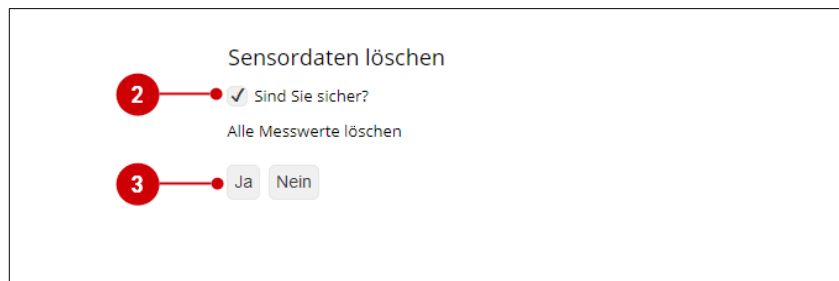 Sensordaten löschen
2 Sind Sie sicher?
Alle Messwerte löschen
3 Ja Nein